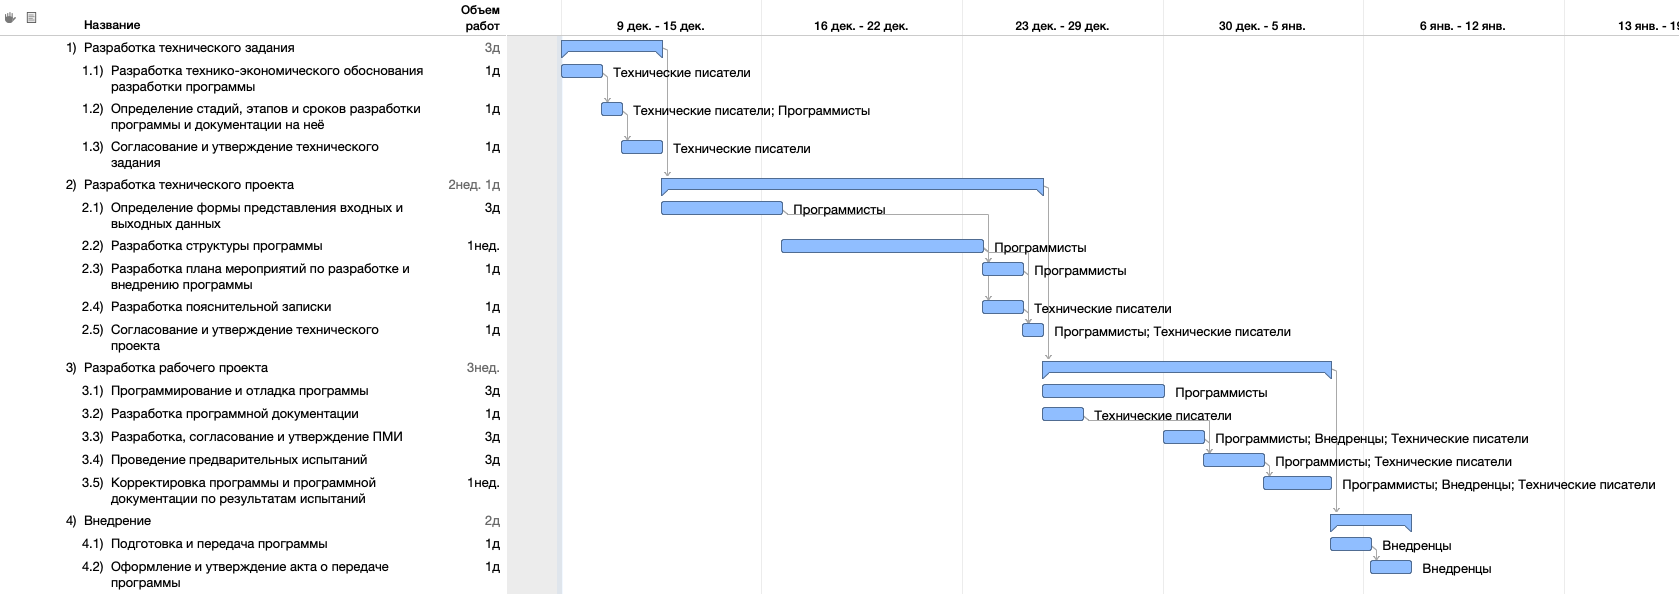 Название
Объем
работ
9 дек. - 15 дек.
16 дек. - 22 дек.
23 дек. - 29 дек.
30 дек. - 5 янв.
6 янв. - 12 янв.
13 янв. - 19
1) Разработка технического задания 3д
1.1) Разработка технико-экономического обоснования 1д Технические писатели
разработки программы
1.2) Определение стадий, этапов и сроков разработки 1д Технические писатели; Программисты
программы и документации на неё
1.3) Согласование и утверждение технического 1д Технические писатели
задания
2) Разработка технического проекта 2нед. 1д
2.1) Определение формы представления входных и 3д Программисты
выходных данных
2.2) Разработка структуры программы 1нед. Программисты
2.3) Разработка плана мероприятий по разработке и 1д Программисты
внедрению программы
2.4) Разработка пояснительной записки 1д Технические писатели
2.5) Согласование и утверждение технического 1д Программисты; Технические писатели
проекта
3) Разработка рабочего проекта 3нед.
3.1) Программирование и отладка программы 3д Программисты
3.2) Разработка программной документации 1д Технические писатели
3.3) Разработка, согласование и утверждение ПМИ 3д Программисты; Внедренцы; Технические писатели
3.4) Проведение предварительных испытаний 3д Программисты; Технические писатели
3.5) Корректировка программы и программной 1нед. Программисты; Внедренцы; Технические писатели
документации по результатам испытаний
4) Внедрение 2д
4.1) Подготовка и передача программы 1д Внедренцы
4.2) Оформление и утверждение акта о передаче 1д Внедренцы
программы